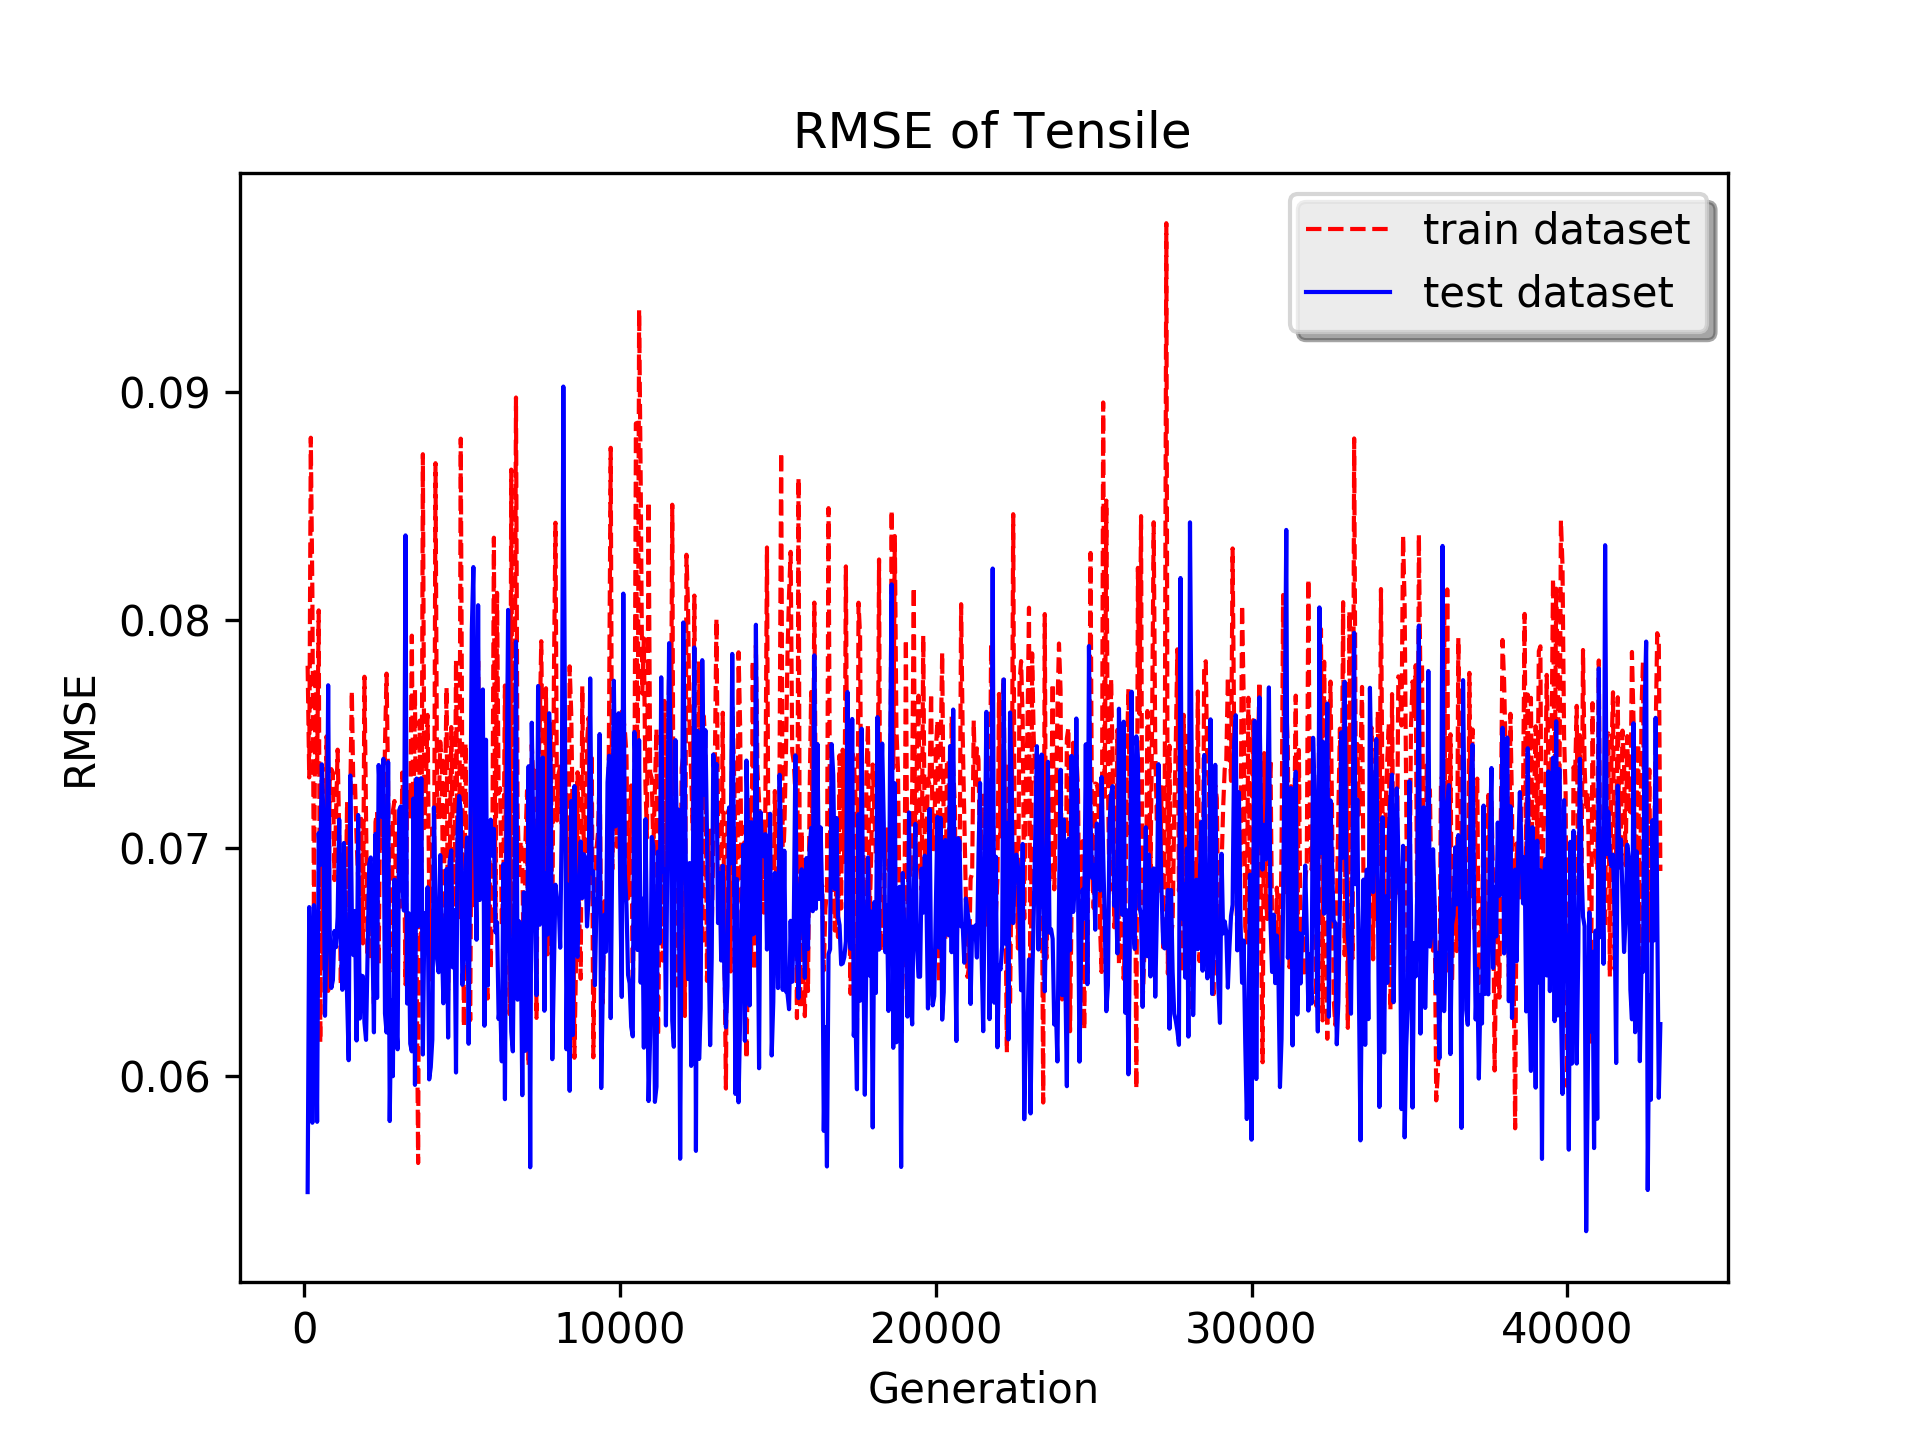 RMSE of Tensile
train dataset
test dataset
0.09
0.08
0.07
0.06
RMSE
0 10000 20000 30000 40000
Generation